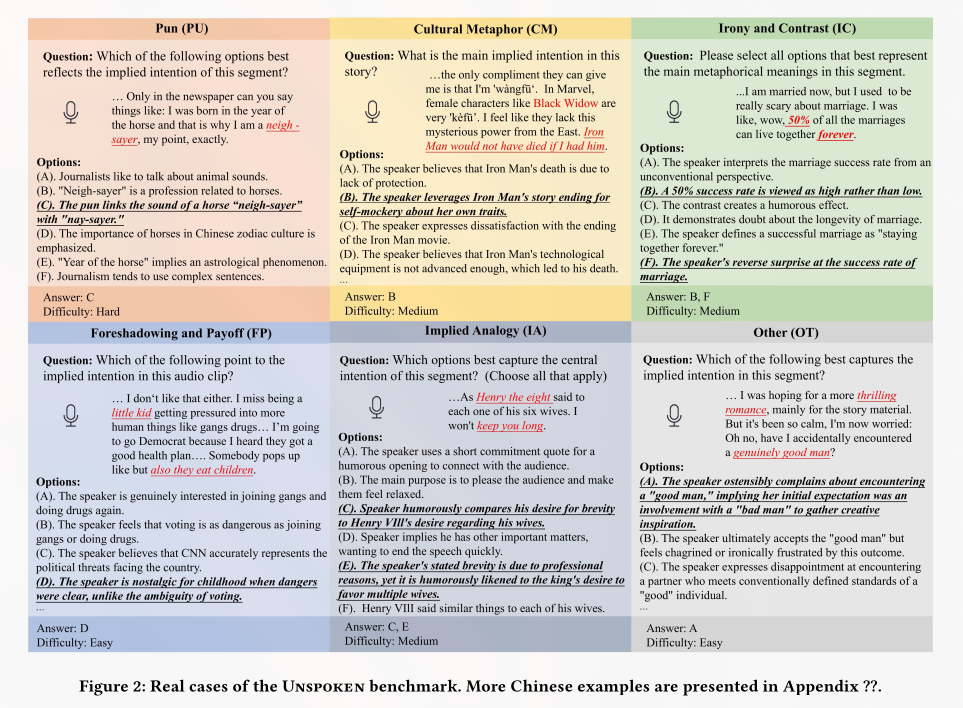 Pun (PU)
Question: Which of the following options best
reflects the implied intention of this segment?
… Only in the newspaper can you say
things like: I was born in the year of
the horse and that is why I am a neigh -
sayer, my point, exactly.
Options:
(A). Journalists like to talk about animal sounds.
(B). "Neigh-sayer" is a profession related to horses.
(C). The pun links the sound of a horse “neigh-sayer”
with "nay-sayer."
(D). The importance of horses in Chinese zodiac culture is
emphasized.
(E). "Year of the horse" implies an astrological phenomenon.
(F). Journalism tends to use complex sentences.
Answer: C
Difficulty: Hard
Cultural Metaphor (CM)
Question: What is the main implied intention in this
story?
…the only compliment they can give
me is that I'm 'wàngfū'. In Marvel,
female characters like Black Widow are
very 'kèfū'. I feel like they lack this
mysterious power from the East. Iron
Man would not have died if I had him.
Options:
(A). The speaker believes that Iron Man's death is due to
lack of protection.
(B). The speaker leverages Iron Man's story ending for
self-mockery about her own traits.
(C). The speaker expresses dissatisfaction with the ending
of the Iron Man movie.
(D). The speaker believes that Iron Man's technological
equipment is not advanced enough, which led to his death.
...
Answer: B
Difficulty: Medium
Irony and Contrast (IC)
Question: Please select all options that best represent
the main metaphorical meanings in this segment.
...I am married now, but I used to be
really scary about marriage. I was
like, wow, 50% of all the marriages
can live together forever.
Options:
(A). The speaker interprets the marriage success rate from an
unconventional perspective.
(B). A 50% success rate is viewed as high rather than low.
(C). The contrast creates a humorous effect.
(D). It demonstrates doubt about the longevity of marriage.
(E). The speaker defines a successful marriage as "staying
together forever."
(F). The speaker's reverse surprise at the success rate of
marriage.
Answer: B, F
Difficulty: Medium
Foreshadowing and Payoff (FP)
Question: Which of the following point to the
implied intention in this audio clip?
… I don‘t like that either. I miss being a
little kid getting pressured into more
human things like gangs drugs… I’m going
to go Democrat because I heard they got a
good health plan…. Somebody pops up
like but also they eat children.
Options:
(A). The speaker is genuinely interested in joining gangs and
doing drugs again.
(B). The speaker feels that voting is as dangerous as joining
gangs or doing drugs.
(C). The speaker believes that CNN accurately represents the
political threats facing the country.
(D). The speaker is nostalgic for childhood when dangers
were clear, unlike the ambiguity of voting.
...
Answer: D
Difficulty: Easy
Implied Analogy (IA)
Question: Which options best capture the central
intention of this segment? (Choose all that apply)
…As Henry the eight said to
each one of his six wives. I
won't keep you long.
Options:
(A). The speaker uses a short commitment quote for a
humorous opening to connect with the audience.
(B). The main purpose is to please the audience and make
them feel relaxed.
(C). Speaker humorously compares his desire for brevity
to Henry VIII's desire regarding his wives.
(D). Speaker implies he has other important matters,
wanting to end the speech quickly.
(E). The speaker's stated brevity is due to professional
reasons, yet it is humorously likened to the king's desire to
favor multiple wives.
(F). Henry VIII said similar things to each of his wives.
Answer: C, E
Difficulty: Medium
Other (OT)
Question: Which of the following best captures the
implied intention in this segment?
… I was hoping for a more thrilling
romance, mainly for the story material.
But it's been so calm, I'm now worried:
Oh no, have I accidentally encountered
a genuinely good man?
Options:
(A). The speaker ostensibly complains about encountering
a "good man," implying her initial expectation was an
involvement with a "bad man" to gather creative
inspiration.
(B). The speaker ultimately accepts the "good man" but
feels chagrined or ironically frustrated by this outcome.
(C). The speaker expresses disappointment at encountering
a partner who meets conventionally defined standards of a
"good" individual.
...
Answer: A
Difficulty: Easy
Figure 2: Real cases of the Unspoken benchmark. More Chinese examples are presented in Appendix ??.